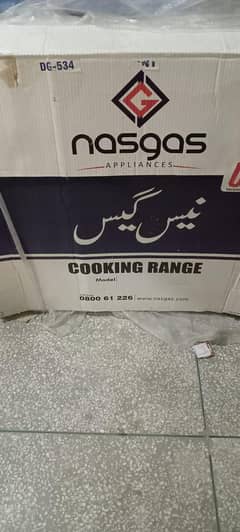 DG-534
nasgas
APPLIANCES
نیس گیس
COOKING RANGE
Model:
0800 61 226 | www.nasgas.com